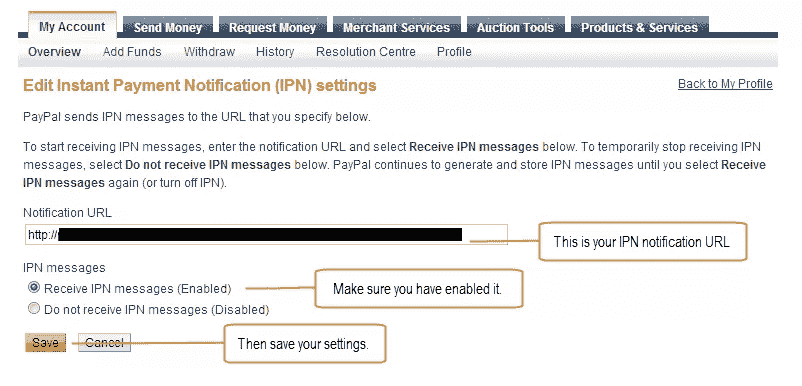 My Account Send Money Request Money Merchant Services Auction Tools Products & Services
Overview Add Funds Withdraw History Resolution Centre Profile
Edit Instant Payment Notification (IPN) settings
Back to My Profile
PayPal sends IPN messages to the URL that you specify below.
To start receiving IPN messages, enter the notification URL and select Receive IPN messages below. To temporarily stop receiving IPN
messages, select Do not receive IPN messages below. PayPal continues to generate and store IPN messages until you select Receive
IPN messages again (or turn off IPN).
Notification URL
http://
This is your IPN notification URL
IPN messages
Receive IPN messages (Enabled)
Make sure you have enabled it.
Do not receive IPN messages (Disabled)
Save Cancel
Then save your settings.